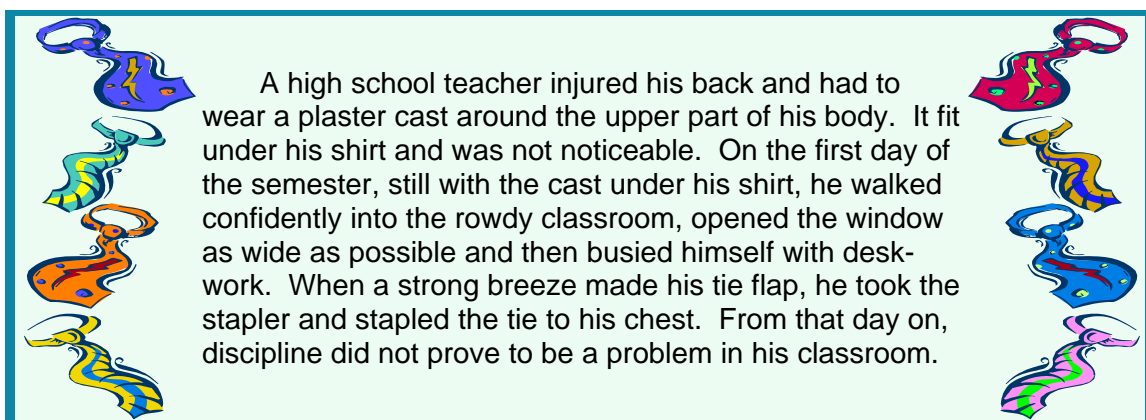 A high school teacher injured his back and had to
wear a plaster cast around the upper part of his body.  It fit
under his shirt and was not noticeable.  On the first day of
the semester, still with the cast under his shirt, he walked
confidently into the rowdy classroom, opened the window
as wide as possible and then busied himself with desk-
work.  When a strong breeze made his tie flap, he took the
stapler and stapled the tie to his chest.  From that day on,
discipline did not prove to be a problem in his classroom.